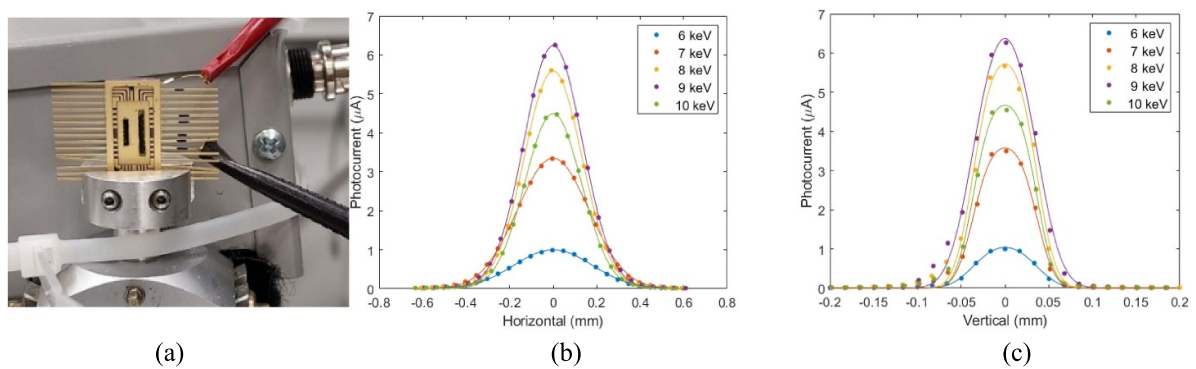 7
6
5
4
3
2
1
0
Photocurrent (μA)
-0.8 -0.6 -0.4 -0.2 0 0.2 0.4 0.6 0.8
Horizontal (mm)
6 keV
7 keV
8 keV
9 keV
10 keV
7
6
5
4
3
2
1
0
Photocurrent (μA)
-0.2 -0.15 -0.1 -0.05 0 0.05 0.1 0.15 0.2
Vertical (mm)
6 keV
7 keV
8 keV
9 keV
10 keV
(a) (b) (c)